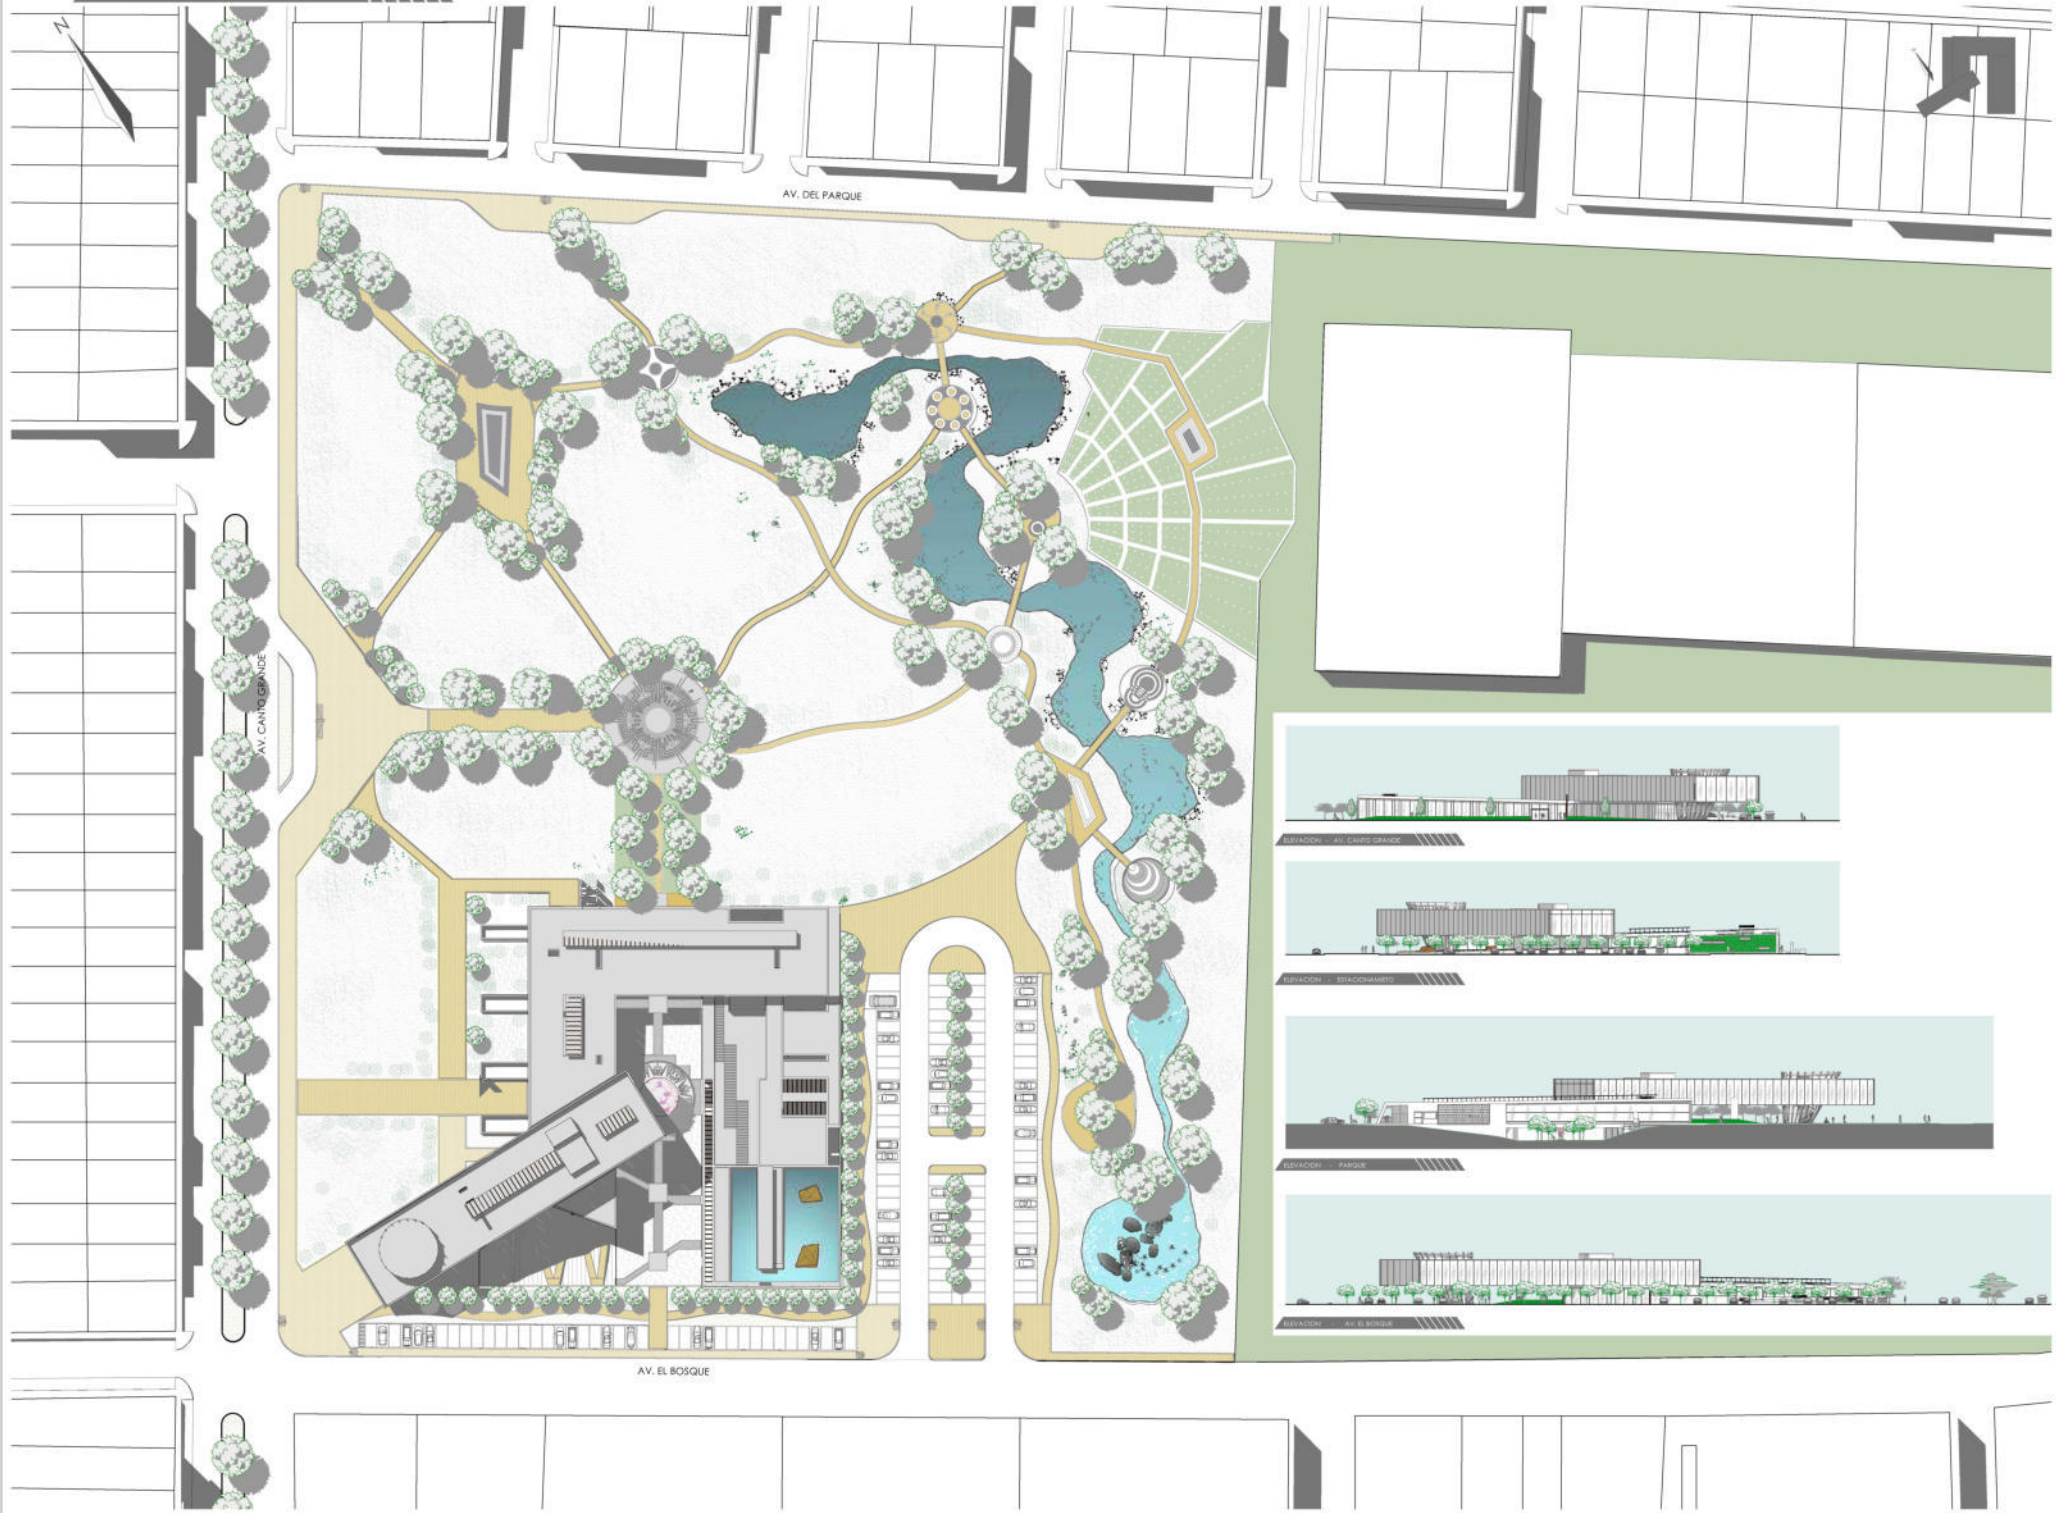 N
AV. DEL PARQUE
AV. CANTO GRANDE
ELEVACION - AV. CANTO GRANDE
ELEVACION - ESTACIONAMIETO
ELEVACION - PARQUE
ELEVACION - AV. EL BOSQUE
AV. EL BOSQUE